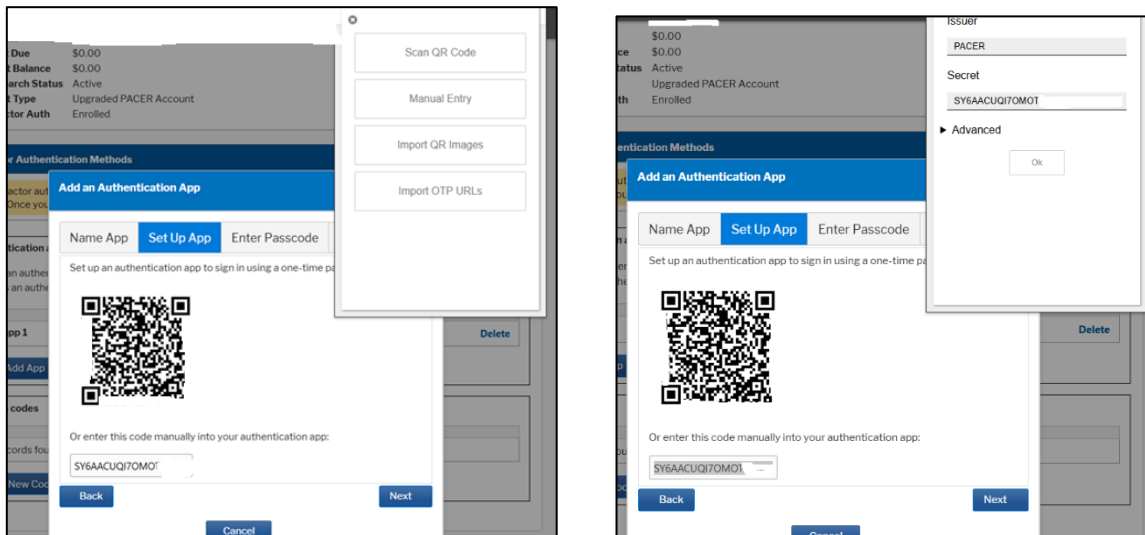 Due $0.00
Balance $0.00
Status Active
Type Upgraded PACER Account
Auth Enrolled
Authentication Methods
Scan QR Code
Manual Entry
Import QR Images
Import OTP URLs
Add an Authentication App
Name App Set Up App Enter Passcode
Set up an authentication app to sign in using a one-time
Or enter this code manually into your authentication app:
SY6AACUQI7OMOT
Back Next
Cancel
Delete
Add App
codes
New
$0.00
$0.00
Active
Upgraded PACER Account
Enrolled
Methods
Issuer
PACER
Secret
SY6AACUQI7OMOT
Advanced
Ok
Add an Authentication App
Name App Set Up App Enter Passcode
Set up an authentication app to sign in using a one-time
Or enter this code manually into your authentication app:
SY6AACUQI7OMOT
Back Next
Cancel
Delete